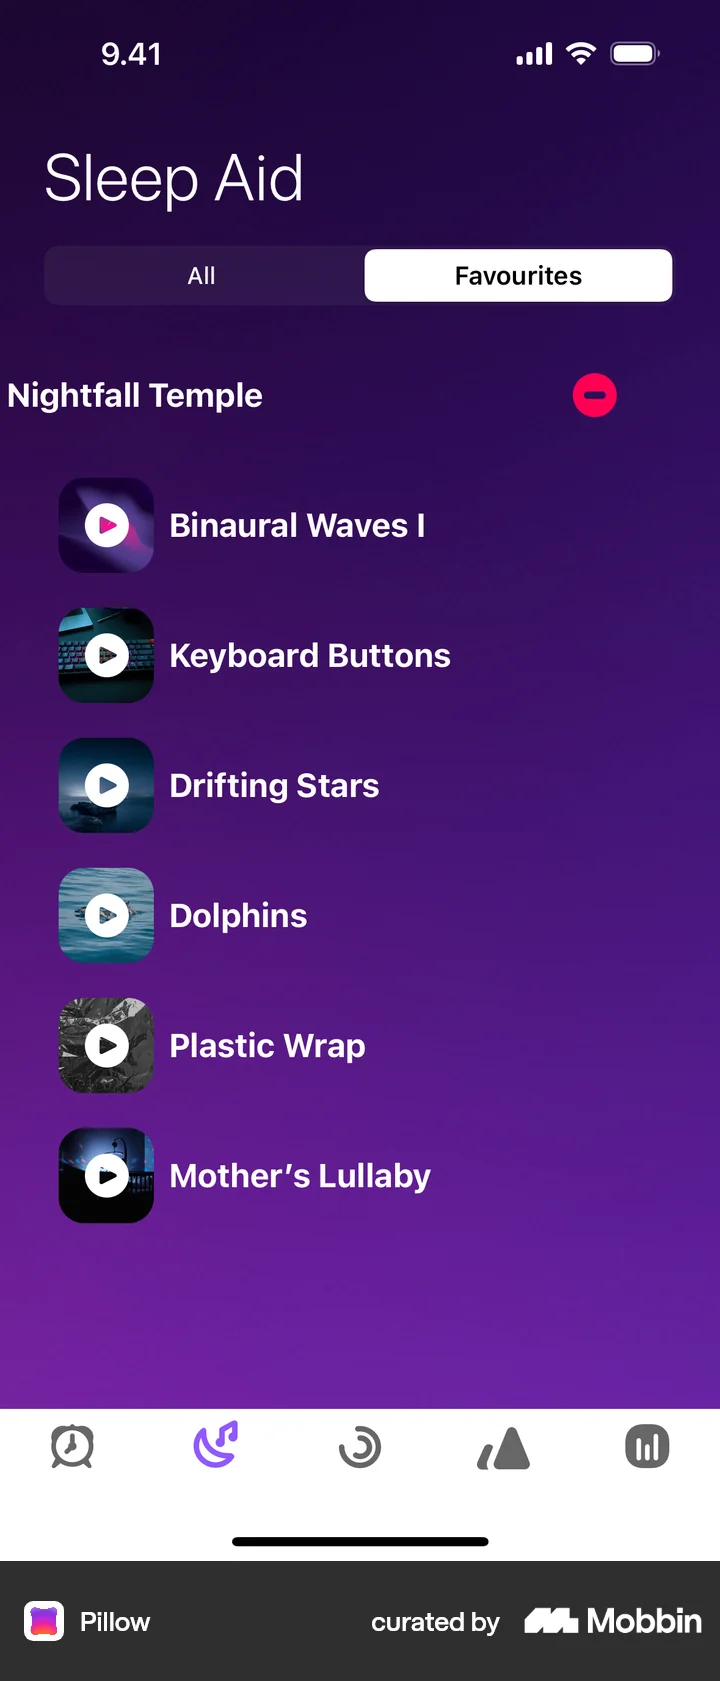 9.41
Sleep Aid
All
Favourites
Nightfall Temple
Binaural Waves I
Keyboard Buttons
Drifting Stars
Dolphins
Plastic Wrap
Mother’s Lullaby
Pillow
curated by Mobbin